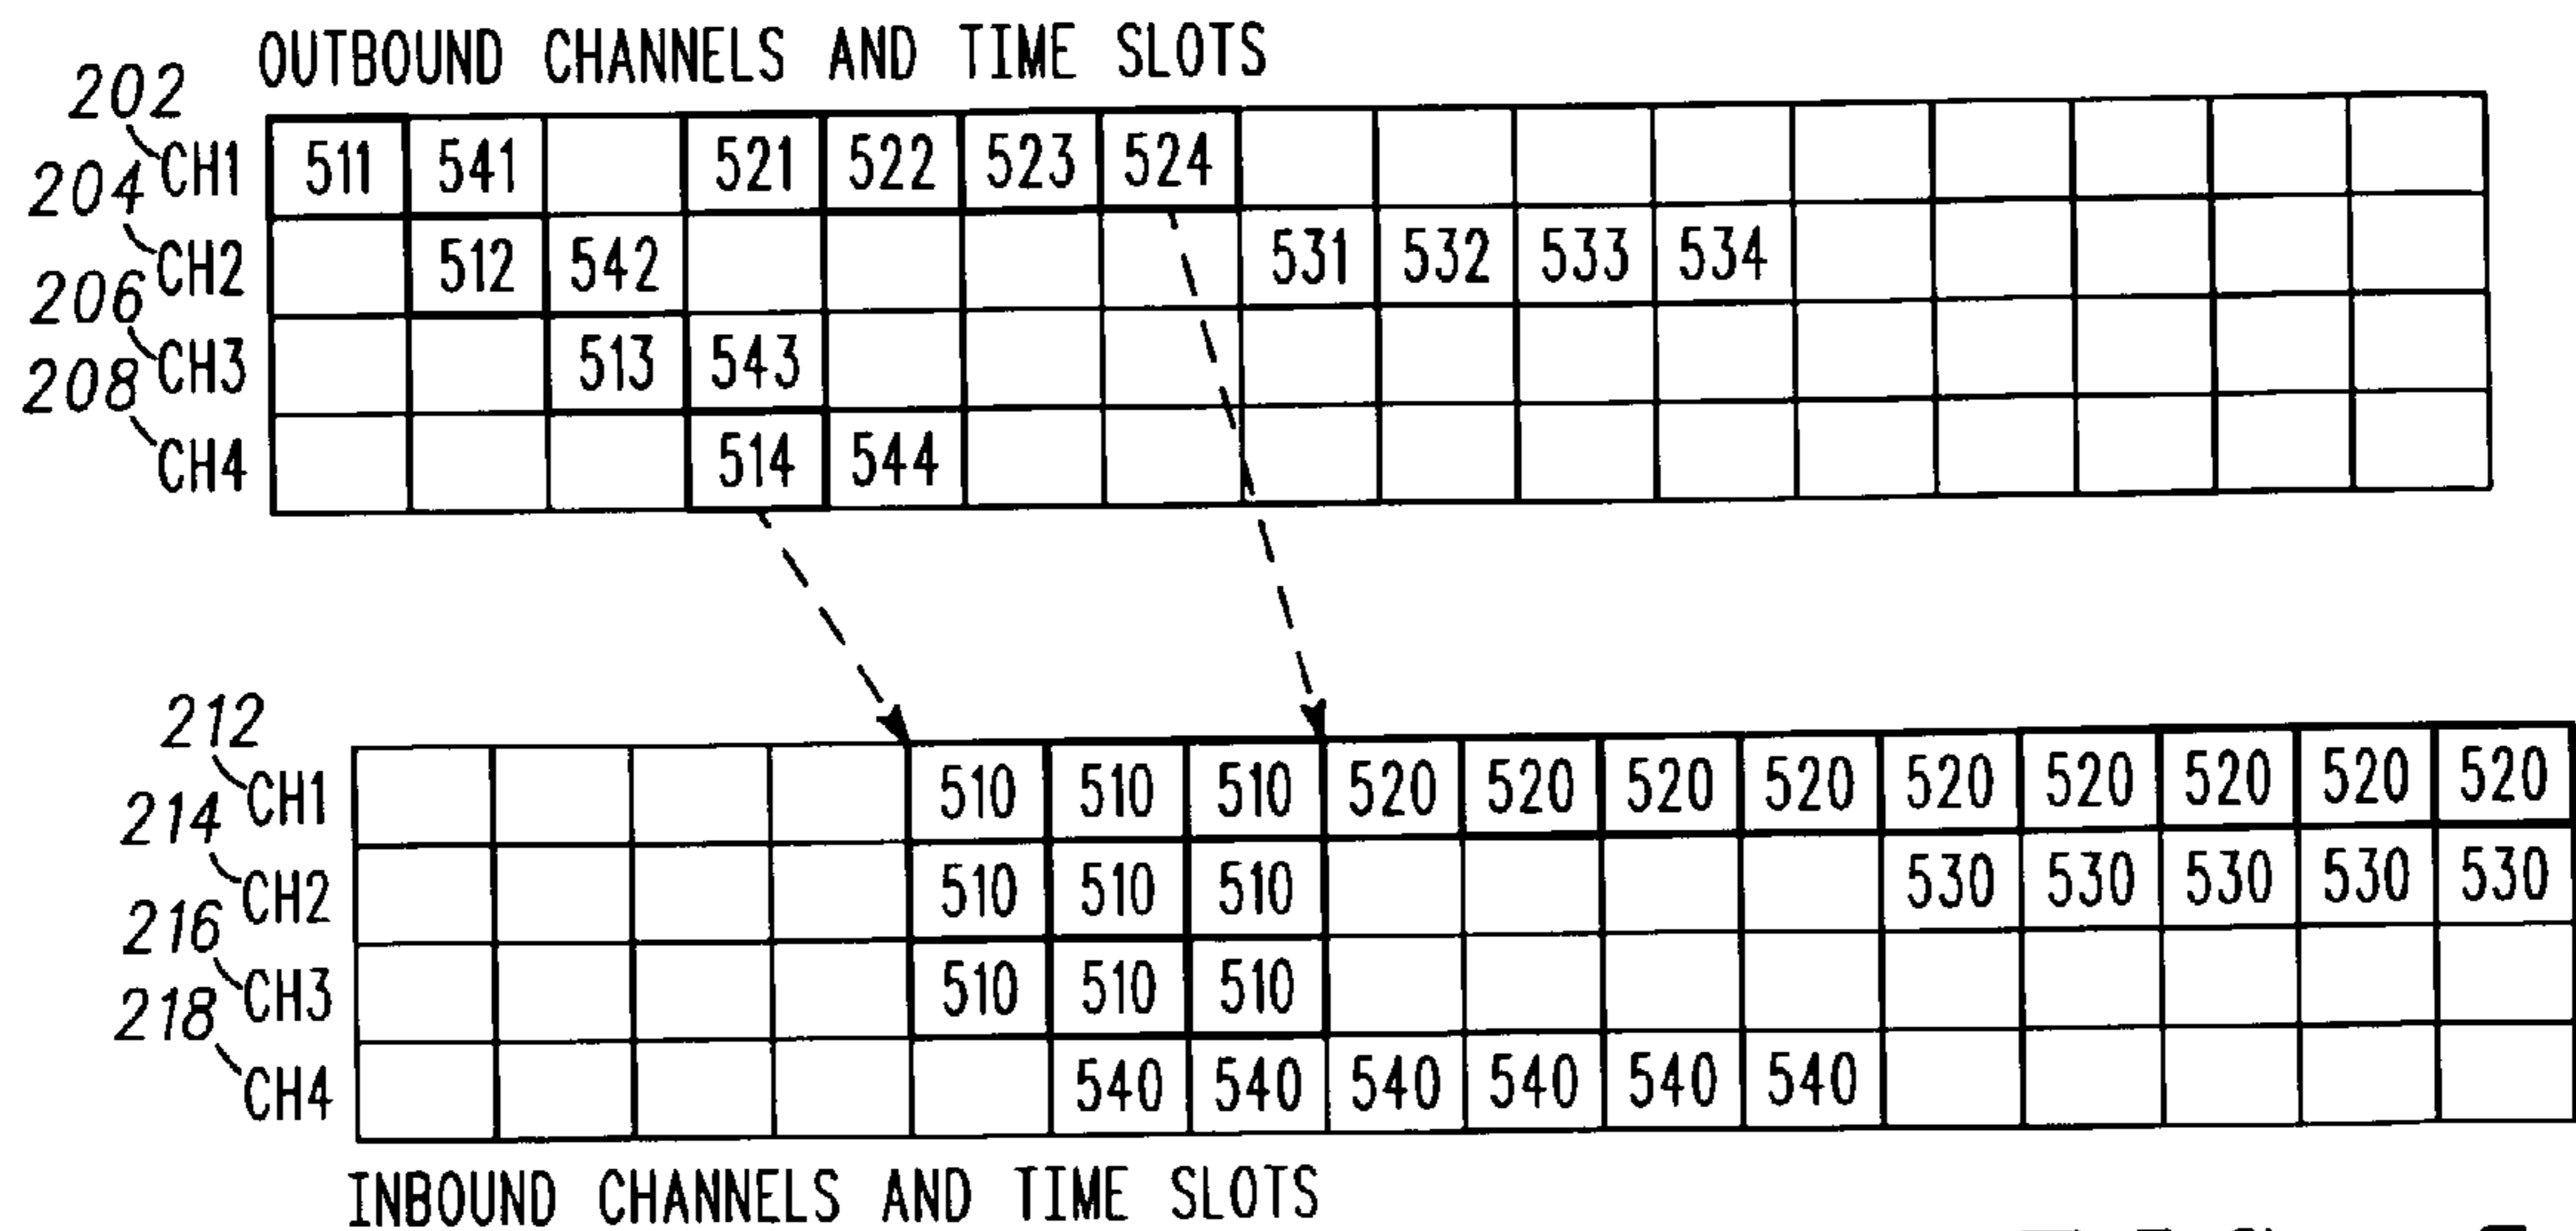 OUTBOUND CHANNELS AND TIME SLOTS
202 CH1 511 541 521 522 523 524
204 CH2 512 542 531 532 533 534
206 CH3 513 543
208 CH4 514 544
212 CH1 510 510 510 520 520 520 520 520 520 520 520 520
214 CH2 510 510 510 530 530 530 530 530
216 CH3 510 510 510
218 CH4 540 540 540 540 540 540
INBOUND CHANNELS AND TIME SLOTS